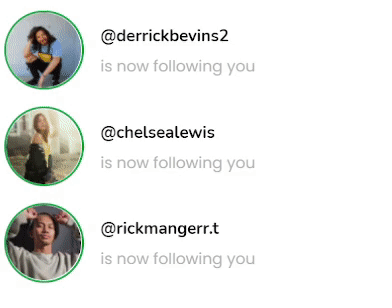 @derrickbevins2
is now following you
@chelsealewis
is now following you
@rickmangerr.t
is now following you